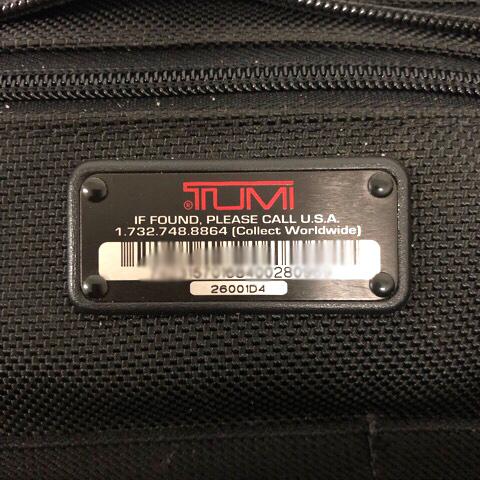 ® TUMI
IF FOUND, PLEASE CALL U.S.A.
1.732.748.8864 (Collect Worldwide)
26001D4